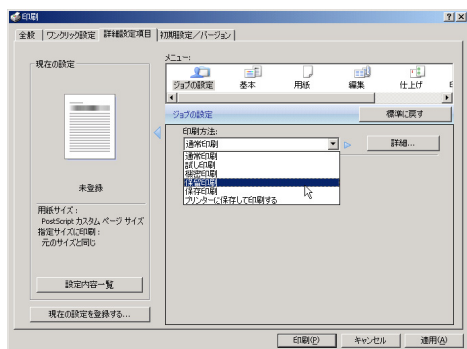 印刷
全般 ワンクリック設定 詳細設定項目 初期設定／バージョン
現在の設定
メニュー:
ジョブの設定 基本 用紙 編集 仕上げ
ジョブの設定 標準に戻す
印刷方法:
通常印刷 詳細...
通常印刷
試し印刷
機密印刷
保留印刷
保存印刷
プリンターに保存して印刷する
未登録
用紙サイズ：
PostScript カスタム ページ サイズ
指定サイズに印刷：
元のサイズと同じ
設定内容一覧
現在の設定を登録する...
印刷(P) キャンセル 適用(A)